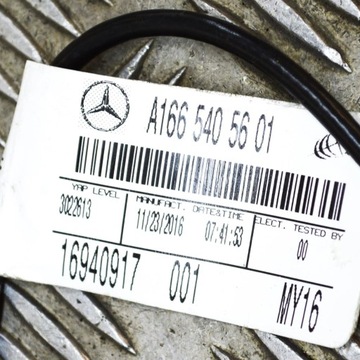 A166 540 56 01
YAP LEVEL MANUFACT. DATE&TIME ELECT. TESTED BY
3022613 11/23/2016 07:41:53 00
16940917 001 MY16